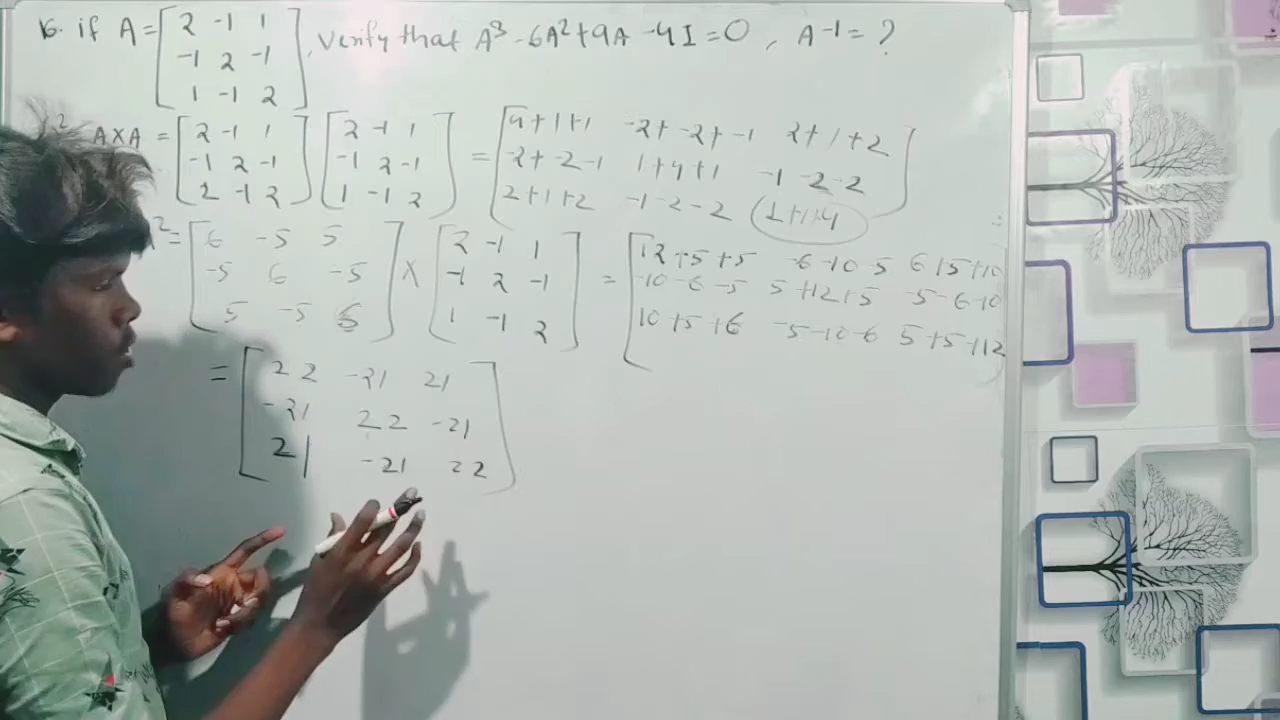 16. if A = [2 -1 1 , Verify that A³ - 6A² + 9A - 4I = 0 , A-1 = ?
-1 2 -1
1 -1 2]
² A×A = [2 -1 1 [2 -1 1 = [4+1+1 -2+ -2+ -1 2+1+2
-1 2 -1 -1 2 -1 -2+ -2-1 1+4+1 -1 -2-2
2 -1 2] 1 -1 2] 2+1+2 -1-2-2 1+1+4]
²= [6 -5 5 × [2 -1 1 = [12+5+5 -6-10 5 6+5+10
-5 6 -5 -1 2 -1 -10-6-5 5+12+5 -5-6-10
5 -5 6] 1 -1 2] 10+5+6 -5-10-6 5+5+12]
= [22 -21 21
-21 22 -21
21 -21 22]